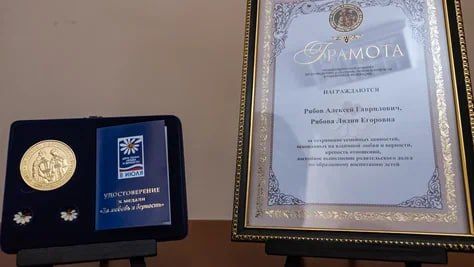 8 ИЮЛЯ
УДОСТОВЕРЕНИЕ
к медали
«За любовь и верность»
ГРАМОТА
НАГРАЖДАЮТСЯ
Рябов Алексей Гаврилович,
Рябова Лидия Егоровна
за сохранение семейных ценностей,
основанных на взаимной любви и верности,
крепость отношений,
достойное выполнение родительского долга
по образцовому воспитанию детей